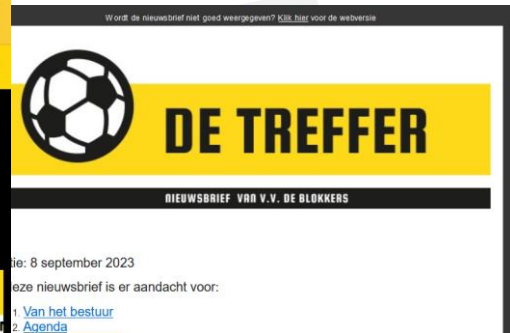 Wordt de nieuwsbrief niet goed weergegeven? Klik hier voor de webversie
DE TREFFER
NIEUWSBRIEF VAN V.V. DE BLOKKERS
tie: 8 september 2023
eze nieuwsbrief is er aandacht voor:
1. Van het bestuur
2. Agenda